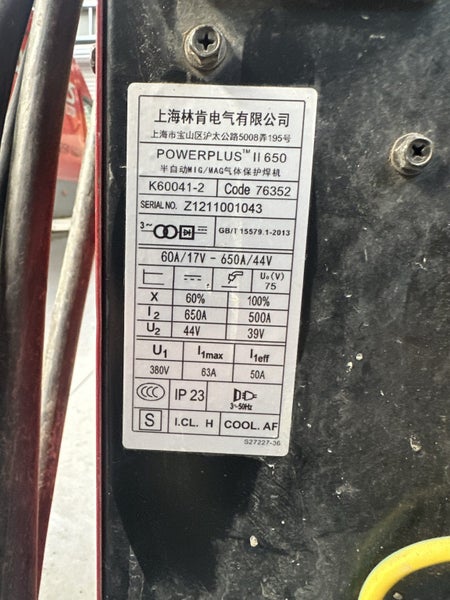 上海林肯电气有限公司
上海市宝山区沪太公路5008弄195号
POWERPLUS™ II 650
半自动MIG/MAG气体保护焊机
K60041-2 Code 76352
SERIAL NO. Z1211001043
3~ GB/T 15579.1-2013
60A/17V - 650A/44V
U₀(V) 75
X 60% 100%
I₂ 650A 500A
U₂ 44V 39V
U₁ I₁max I₁eff
380V 63A 50A
CCC IP 23 3~50Hz
S I.CL. H COOL. AF
S27227-36